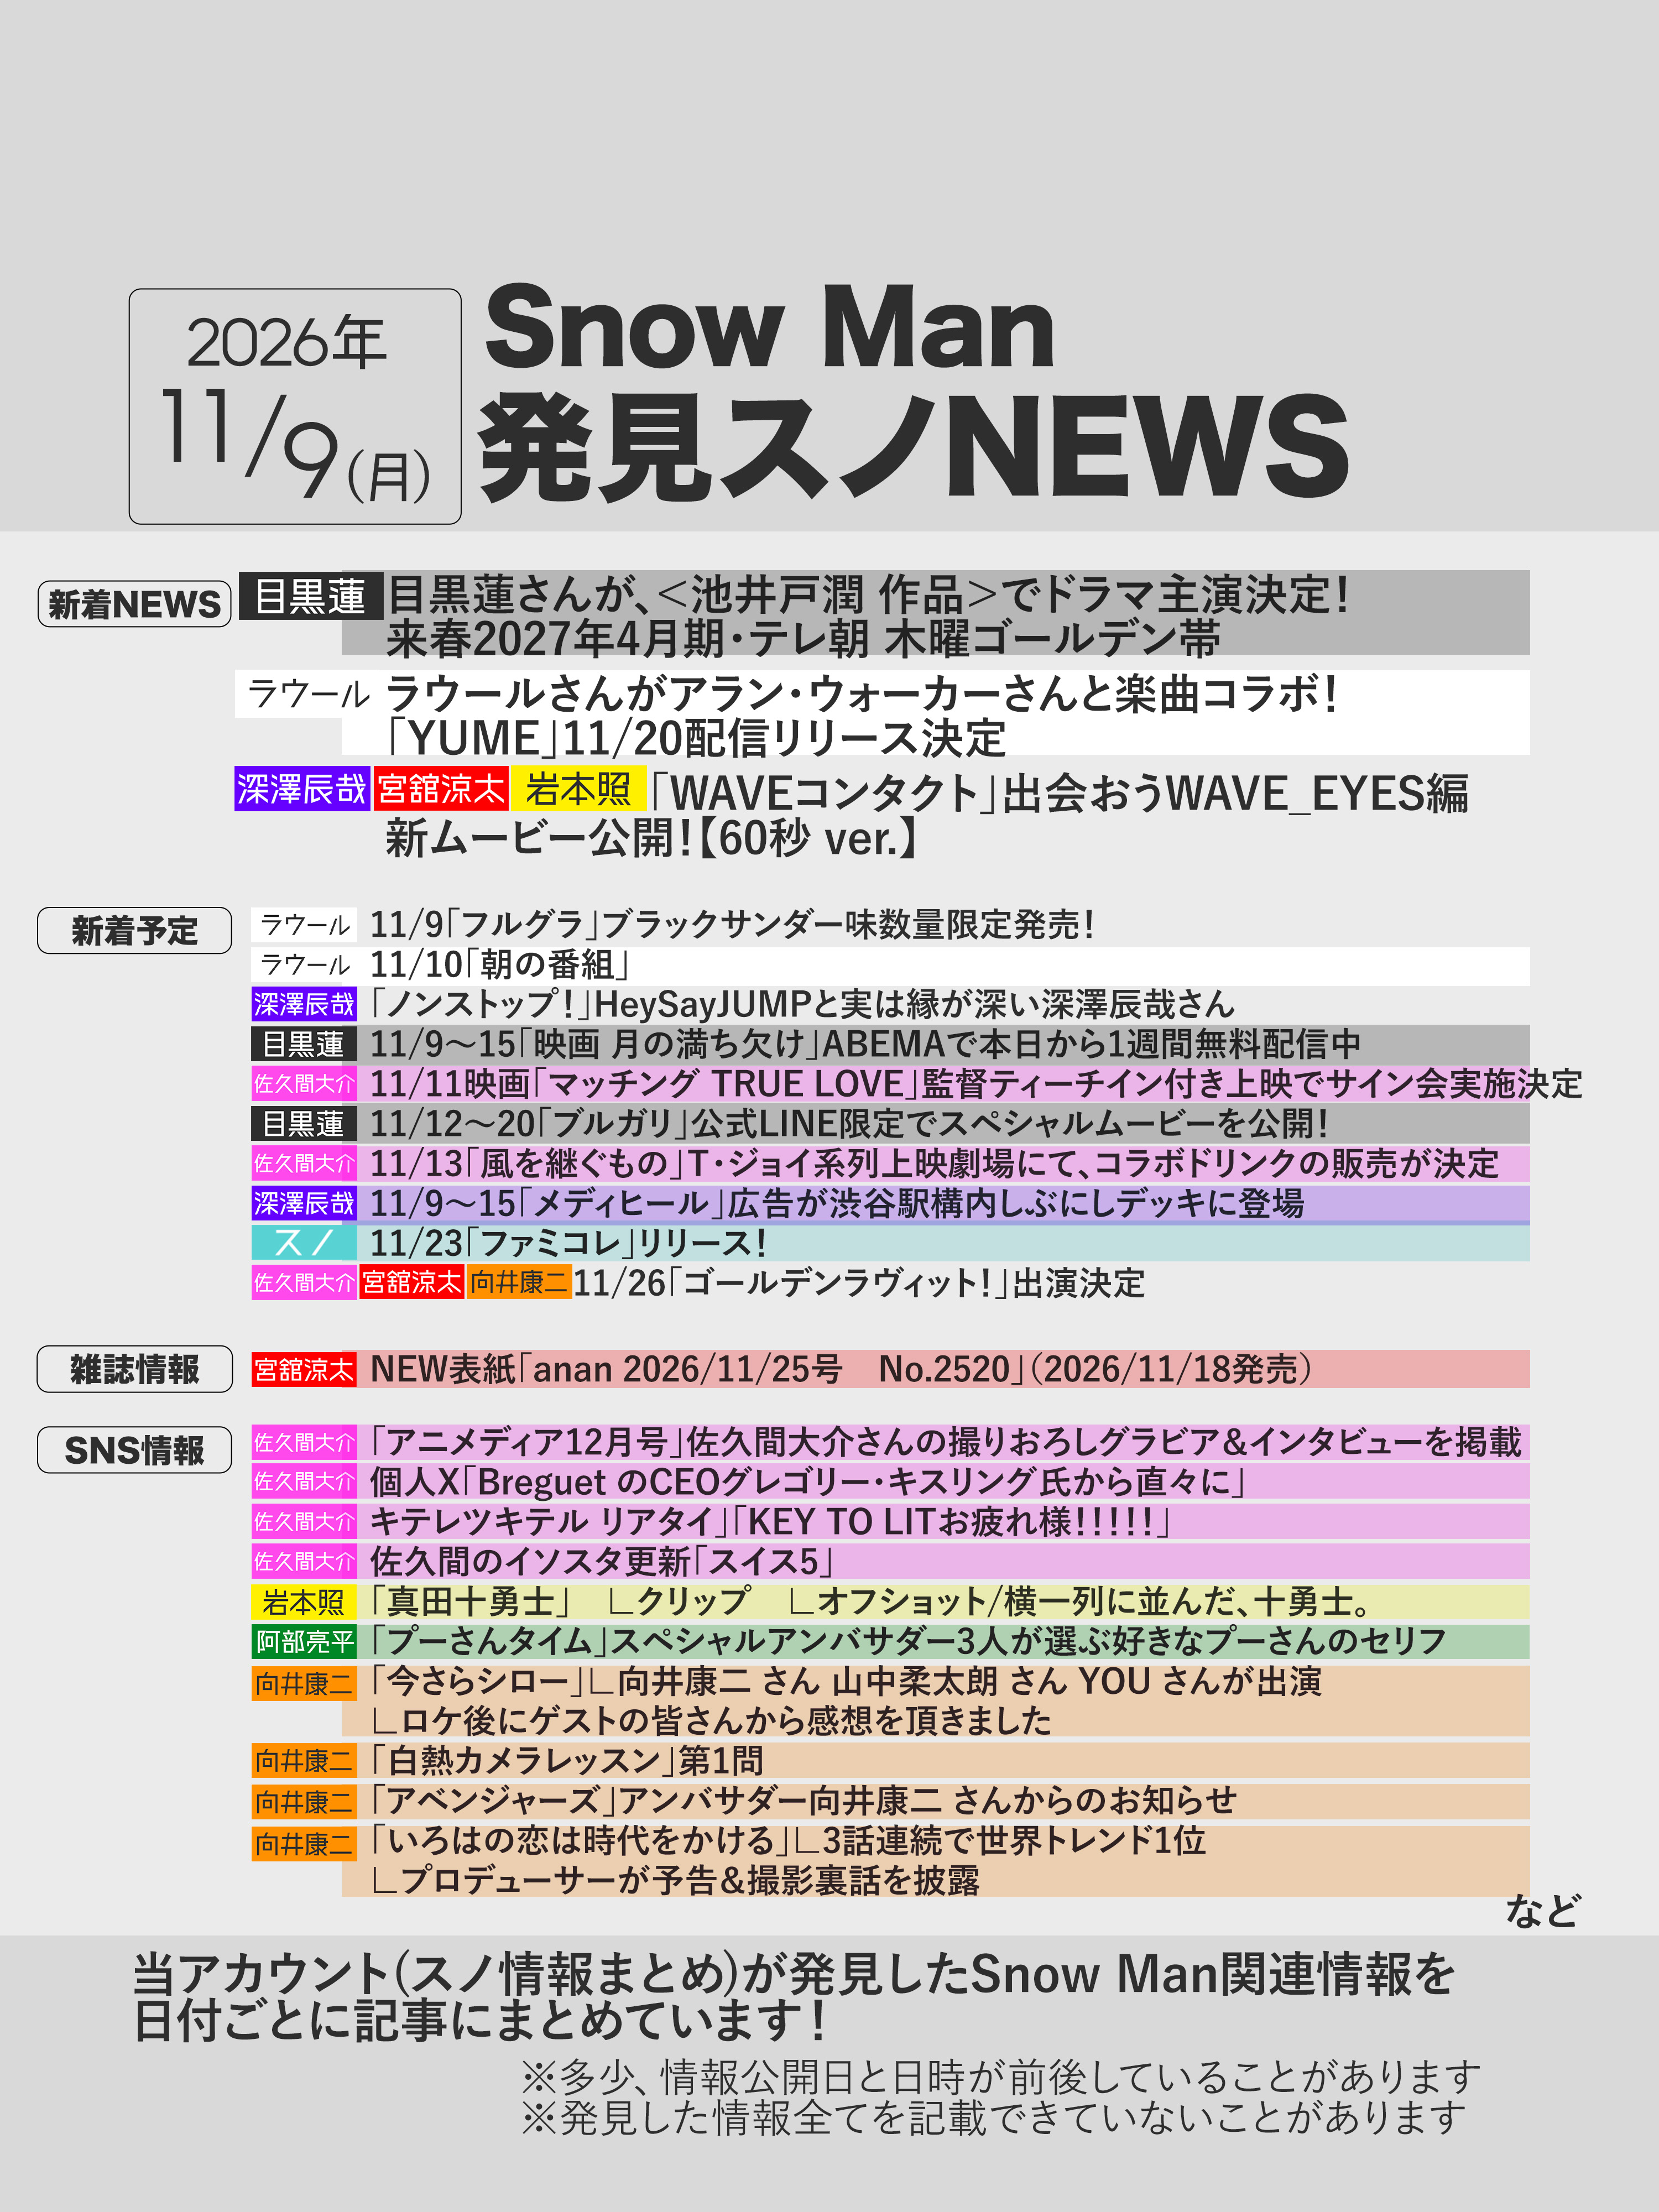 2026年
11/9(月)
Snow Man
発見スノNEWS
新着NEWS
目黒蓮 目黒蓮さんが、<池井戸潤 作品>でドラマ主演決定!
来春2027年4月期・テレ朝 木曜ゴールデン帯
ラウール ラウールさんがアラン・ウォーカーさんと楽曲コラボ!
「YUME」11/20配信リリース決定
深澤辰哉 宮舘涼太 岩本照 「WAVEコンタクト」出会おうWAVE_EYES編
新ムービー公開!【60秒 ver.】
新着予定
ラウール 11/9「フルグラ」ブラックサンダー味数量限定発売!
ラウール 11/10「朝の番組」
深澤辰哉 「ノンストップ!」HeySayJUMPと実は縁が深い深澤辰哉さん
目黒蓮 11/9〜15「映画 月の満ち欠け」ABEMAで本日から1週間無料配信中
佐久間大介 11/11映画「マッチング TRUE LOVE」監督ティーチイン付き上映でサイン会実施決定
目黒蓮 11/12〜20「ブルガリ」公式LINE限定でスペシャルムービーを公開!
佐久間大介 11/13「風を継ぐもの」T・ジョイ系列上映劇場にて、コラボドリンクの販売が決定
深澤辰哉 11/9〜15「メディヒール」広告が渋谷駅構内しぶにしデッキに登場
スノ 11/23「ファミコレ」リリース!
佐久間大介 宮舘涼太 向井康二 11/26「ゴールデンラヴィット!」出演決定
雑誌情報
宮舘涼太 NEW表紙「anan 2026/11/25号　No.2520」(2026/11/18発売)
SNS情報
佐久間大介 「アニメディア12月号」佐久間大介さんの撮りおろしグラビア&インタビューを掲載
佐久間大介 個人X「Breguet のCEOグレゴリー・キスリング氏から直々に」
佐久間大介 キテレツキテル リアタイ」「KEY TO LITお疲れ様!!!!!」
佐久間大介 佐久間のイソスタ更新「スイス5」
岩本照 「真田十勇士」　∟クリップ　∟オフショット/横一列に並んだ、十勇士。
阿部亮平 「プーさんタイム」スペシャルアンバサダー3人が選ぶ好きなプーさんのセリフ
向井康二 「今さらシロー」∟向井康二 さん 山中柔太朗 さん YOU さんが出演
∟ロケ後にゲストの皆さんから感想を頂きました
向井康二 「白熱カメラレッスン」第1問
向井康二 「アベンジャーズ」アンバサダー向井康二 さんからのお知らせ
向井康二 「いろはの恋は時代をかける」∟3話連続で世界トレンド1位
∟プロデューサーが予告&撮影裏話を披露
など
当アカウント(スノ情報まとめ)が発見したSnow Man関連情報を
日付ごとに記事にまとめています!
※多少、情報公開日と日時が前後していることがあります
※発見した情報全てを記載できていないことがあります